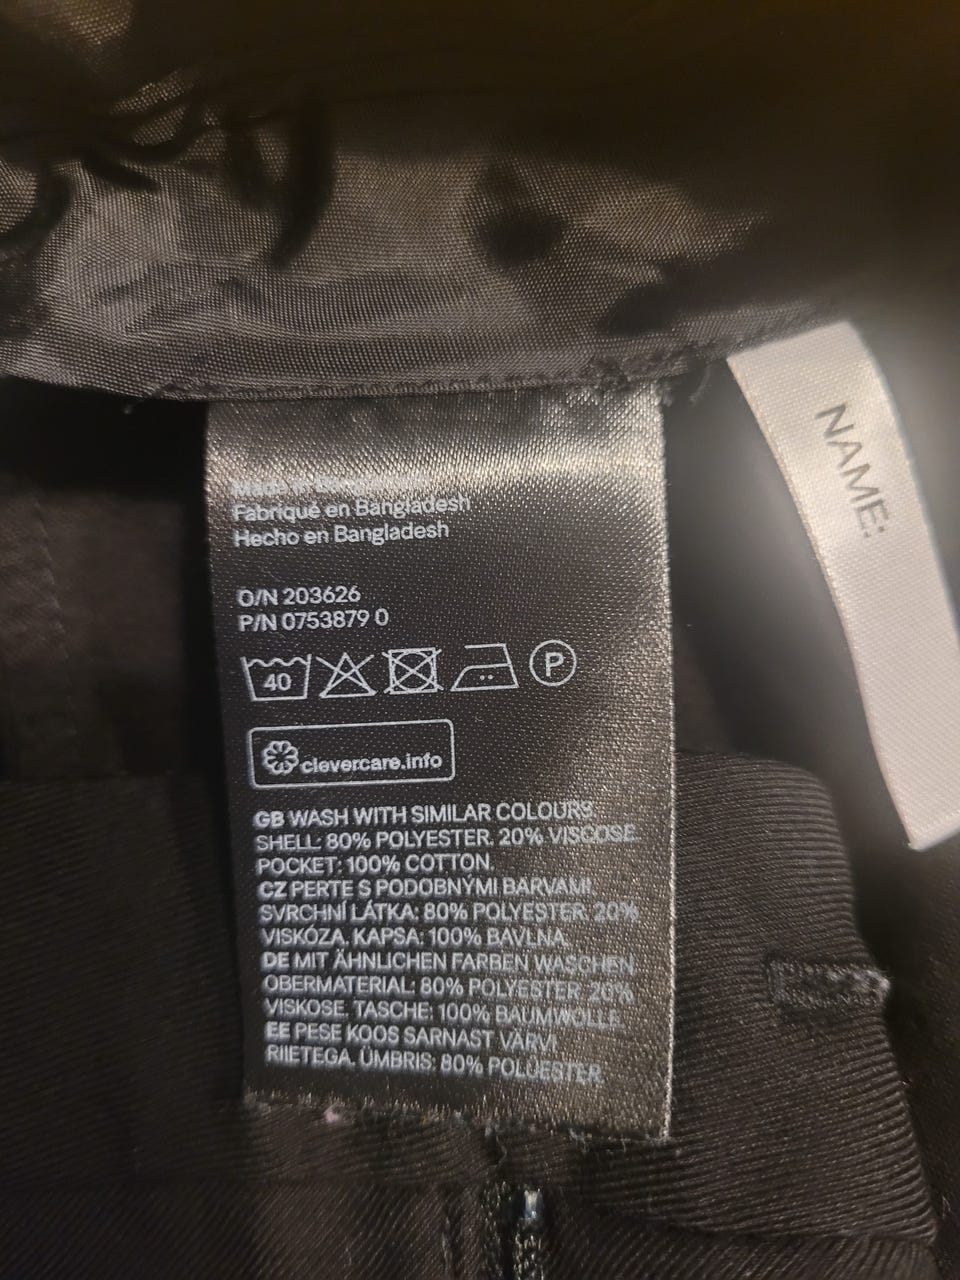 Fabriqué en Bangladesh
Hecho en Bangladesh
O/N 203626
P/N 0753879 0
40
P
clevercare.info
GB WASH WITH SIMILAR COLOURS.
SHELL: 80% POLYESTER. 20% VISCOSE.
POCKET: 100% COTTON.
CZ PERTE S PODOBNÝMI BARVAMI.
SVRCHNÍ LÁTKA: 80% POLYESTER. 20%
VISKÓZA. KAPSA: 100% BAVLNA.
DE MIT ÄHNLICHEN FARBEN WASCHEN.
OBERMATERIAL: 80% POLYESTER. 20%
VISKOSE. TASCHE: 100% BAUMWOLLE.
EE PESE KOOS SARNAST VÄRVI
RIIETEGA. ÜMBRIS: 80% POLÜESTER.
NAME: